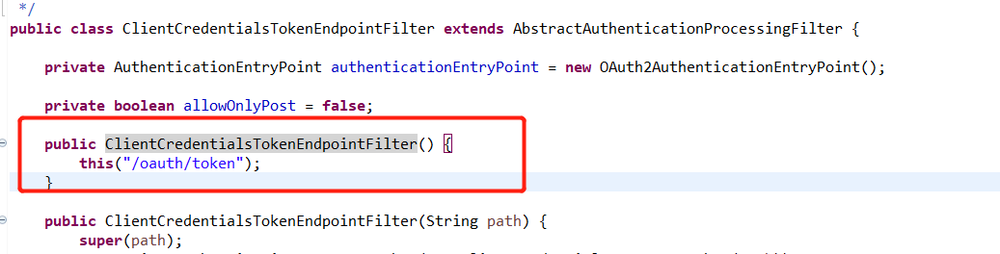 */
public class ClientCredentialsTokenEndpointFilter extends AbstractAuthenticationProcessingFilter {
private AuthenticationEntryPoint authenticationEntryPoint = new OAuth2AuthenticationEntryPoint();
private boolean allowOnlyPost = false;
public ClientCredentialsTokenEndpointFilter() {
this("/oauth/token");
}
public ClientCredentialsTokenEndpointFilter(String path) {
super(path);